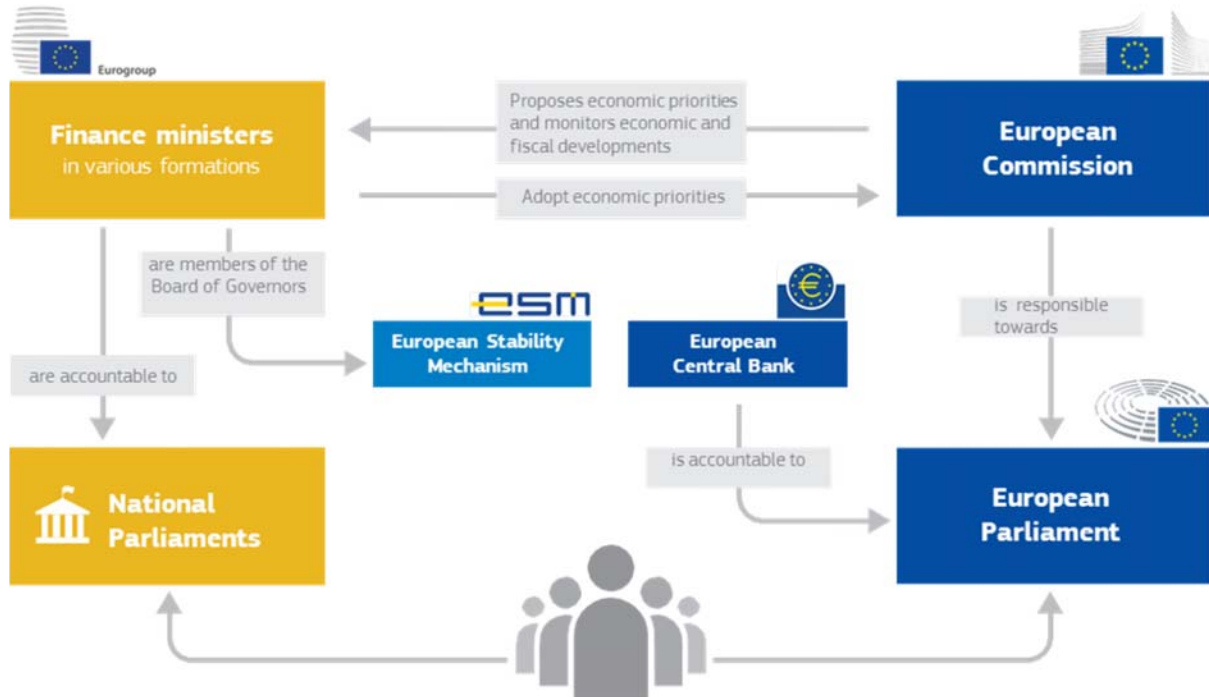 Eurogroup
Finance ministers
in various formations
Proposes economic priorities
and monitors economic and
fiscal developments
European
Commission
Adopt economic priorities
are members of the
Board of Governors
esm
€
European Stability
Mechanism
European
Central Bank
is responsible
towards
are accountable to
is accountable to
National
Parliaments
European
Parliament